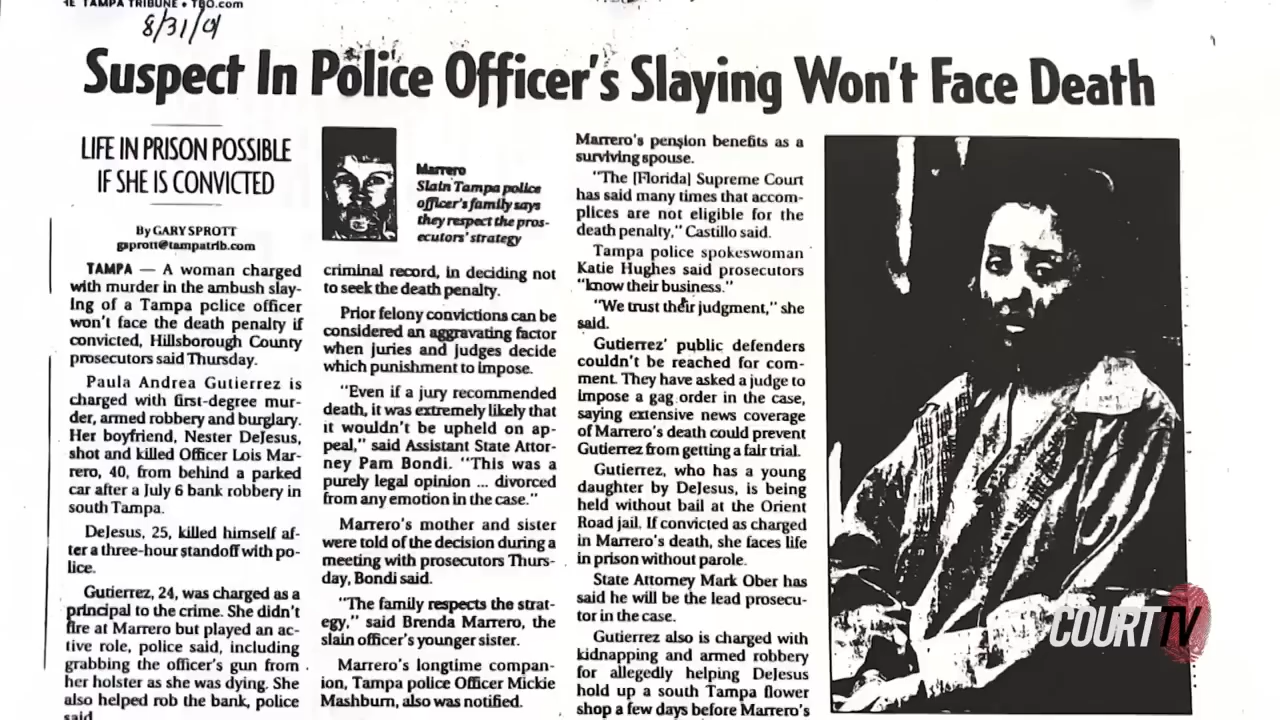 THE TAMPA TRIBUNE • TBO.com
8/31/01
Suspect In Police Officer's Slaying Won't Face Death
LIFE IN PRISON POSSIBLE
IF SHE IS CONVICTED
By GARY SPROTT
gsprott@tampatrib.com
TAMPA — A woman charged
with murder in the ambush slay-
ing of a Tampa police officer
won't face the death penalty if
convicted, Hillsborough County
prosecutors said Thursday.
Paula Andrea Gutierrez is
charged with first-degree mur-
der, armed robbery and burglary.
Her boyfriend, Nester DeJesus,
shot and killed Officer Lois Mar-
rero, 40, from behind a parked
car after a July 6 bank robbery in
south Tampa.
DeJesus, 25, killed himself af-
ter a three-hour standoff with po-
lice.
Gutierrez, 24, was charged as a
principal to the crime. She didn't
fire at Marrero but played an ac-
tive role, police said, including
grabbing the officer's gun from
her holster as she was dying. She
also helped rob the bank, police
said.
Marrero
Slain Tampa police
officer's family says
they respect the pros-
ecutors' strategy
criminal record, in deciding not
to seek the death penalty.
Prior felony convictions can be
considered an aggravating factor
when juries and judges decide
which punishment to impose.
"Even if a jury recommended
death, it was extremely likely that
it wouldn't be upheld on ap-
peal," said Assistant State Attor-
ney Pam Bondi. "This was a
purely legal opinion ... divorced
from any emotion in the case."
Marrero's mother and sister
were told of the decision during a
meeting with prosecutors Thurs-
day, Bondi said.
"The family respects the strat-
egy," said Brenda Marrero, the
slain officer's younger sister.
Marrero's longtime compan-
ion, Tampa police Officer Mickie
Mashburn, also was notified.
Marrero's pension benefits as a
surviving spouse.
"The [Florida] Supreme Court
has said many times that accom-
plices are not eligible for the
death penalty," Castillo said.
Tampa police spokeswoman
Katie Hughes said prosecutors
"know their business."
"We trust their judgment," she
said.
Gutierrez' public defenders
couldn't be reached for com-
ment. They have asked a judge to
impose a gag order in the case,
saying extensive news coverage
of Marrero's death could prevent
Gutierrez from getting a fair trial.
Gutierrez, who has a young
daughter by DeJesus, is being
held without bail at the Orient
Road jail. If convicted as charged
in Marrero's death, she faces life
in prison without parole.
State Attorney Mark Ober has
said he will be the lead prosecu-
tor in the case.
Gutierrez also is charged with
kidnapping and armed robbery
for allegedly helping DeJesus
hold up a south Tampa flower
shop a few days before Marrero's
COURT TV